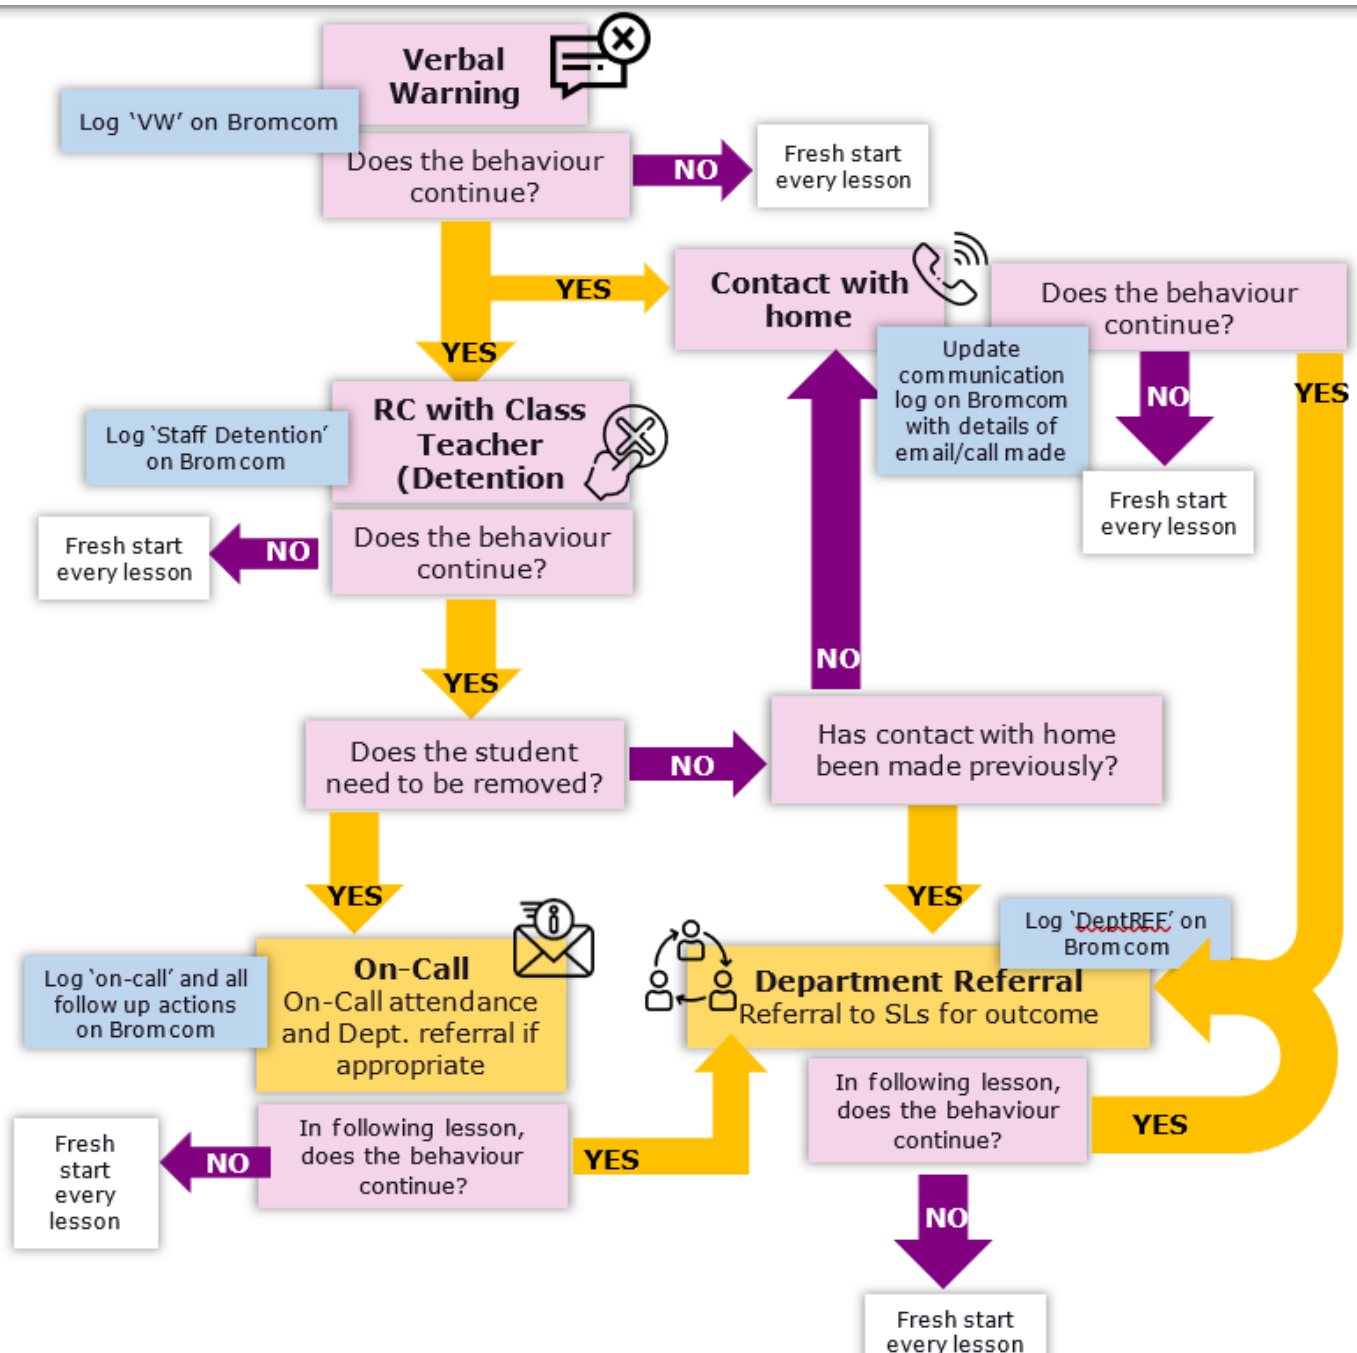 Verbal
Warning
Log ‘VW’ on Bromcom
Does the behaviour
continue?
NO
Fresh start
every lesson
YES
YES
Contact with
home
Does the behaviour
continue?
Update
communication
log on Bromcom
with details of
email/call made
NO
YES
Fresh start
every lesson
RC with Class
Teacher
(Detention
Log ‘Staff Detention’
on Bromcom
Does the behaviour
continue?
NO
Fresh start
every lesson
YES
NO
Does the student
need to be removed?
NO
Has contact with home
been made previously?
YES
YES
On-Call
On-Call attendance
and Dept. referral if
appropriate
Log ‘on-call’ and all
follow up actions
on Bromcom
Log ‘DeptREF’ on
Bromcom
Department Referral
Referral to SLs for outcome
In following lesson,
does the behaviour
continue?
NO
Fresh
start
every
lesson
YES
In following lesson,
does the behaviour
continue?
YES
NO
Fresh start
every lesson